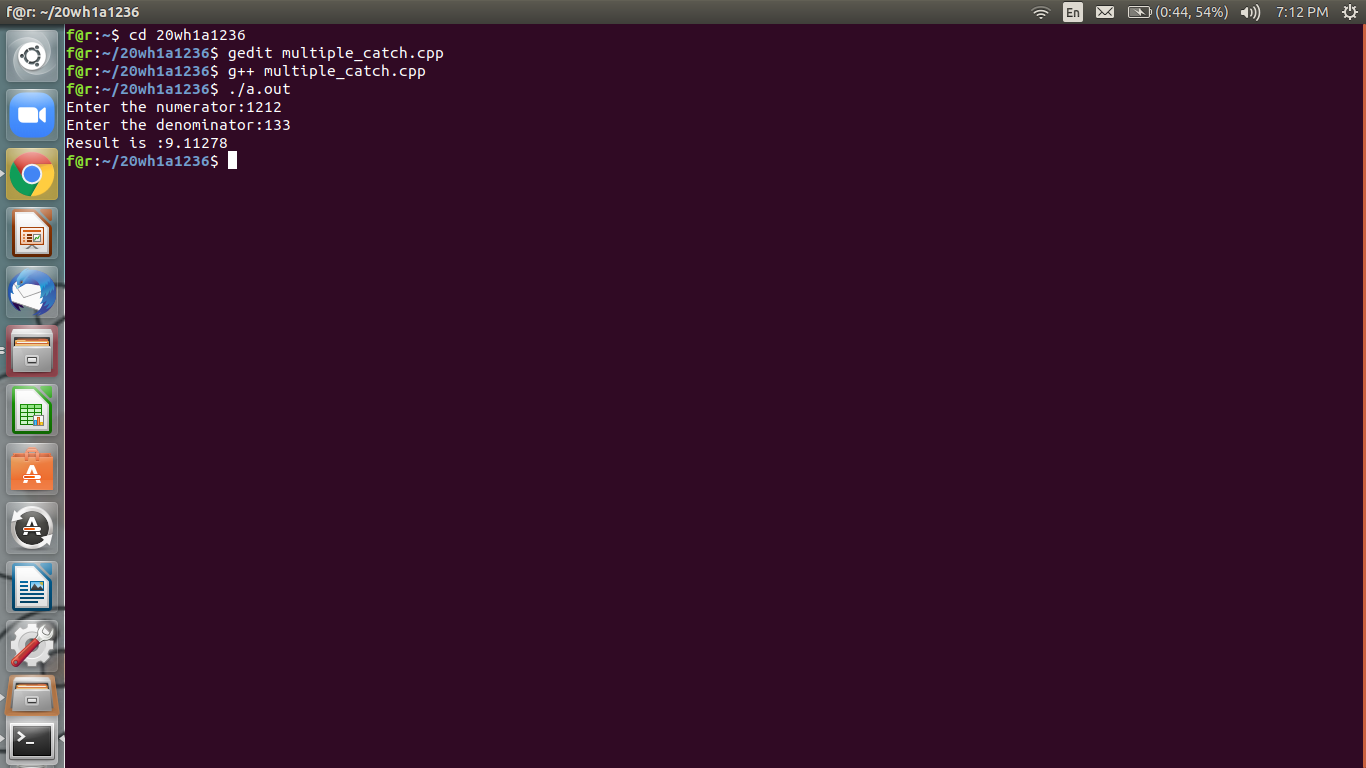 f@r: ~/20wh1a1236
En
(0:44, 54%)
7:12 PM
f@r:~$ cd 20wh1a1236
f@r:~/20wh1a1236$ gedit multiple_catch.cpp
f@r:~/20wh1a1236$ g++ multiple_catch.cpp
f@r:~/20wh1a1236$ ./a.out
Enter the numerator:1212
Enter the denominator:133
Result is :9.11278
f@r:~/20wh1a1236$